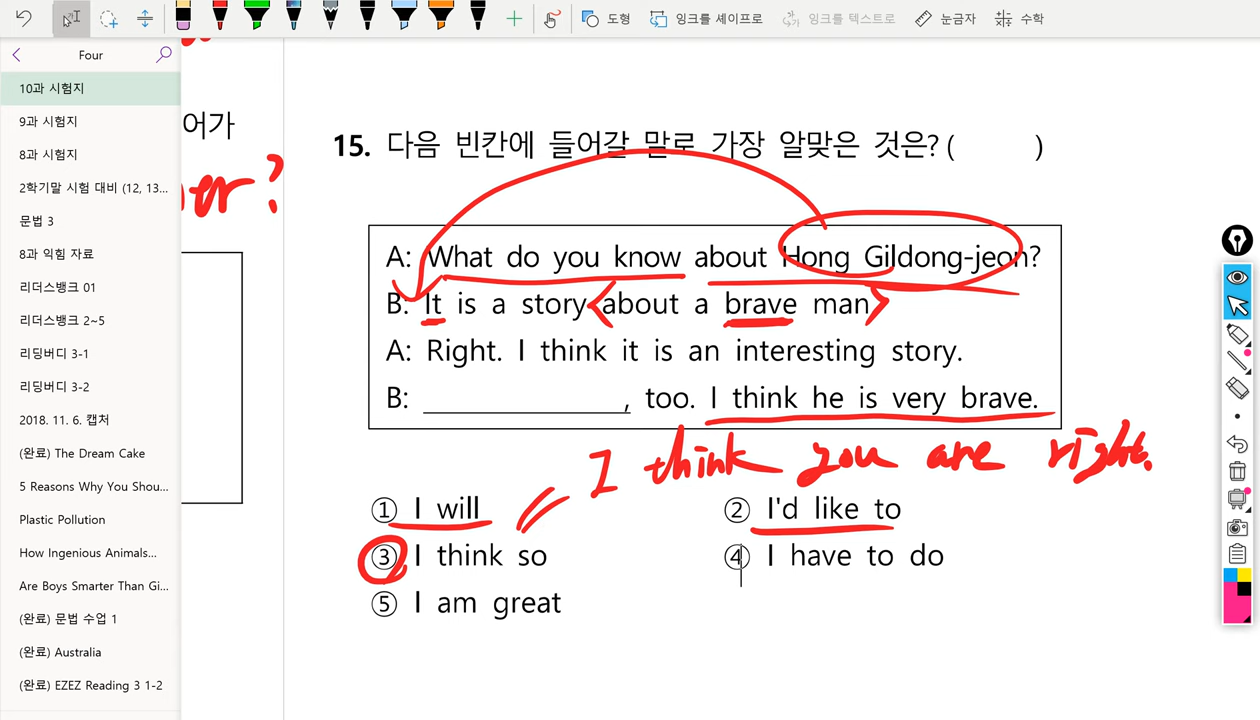 도형
잉크를 셰이프로
잉크를 텍스트로
눈금자
수학
Four
10과 시험지
9과 시험지
8과 시험지
2학기말 시험 대비 (12, 13...
문법 3
8과 익힘 자료
리더스뱅크 01
리더스뱅크 2~5
리딩버디 3-1
리딩버디 3-2
2018. 11. 6. 캡처
(완료) The Dream Cake
5 Reasons Why You Shou...
Plastic Pollution
How Ingenious Animals...
Are Boys Smarter Than Gi...
(완료) 문법 수업 1
(완료) Australia
(완료) EZEZ Reading 3 1-2
어가
er?
15. 다음 빈칸에 들어갈 말로 가장 알맞은 것은? ( )
A: What do you know about Hong Gildong-jeon?
B: It is a story about a brave man
A: Right. I think it is an interesting story.
B: ____________, too. I think he is very brave.
I think you are right.
① I will
② I'd like to
③ I think so
④ I have to do
⑤ I am great